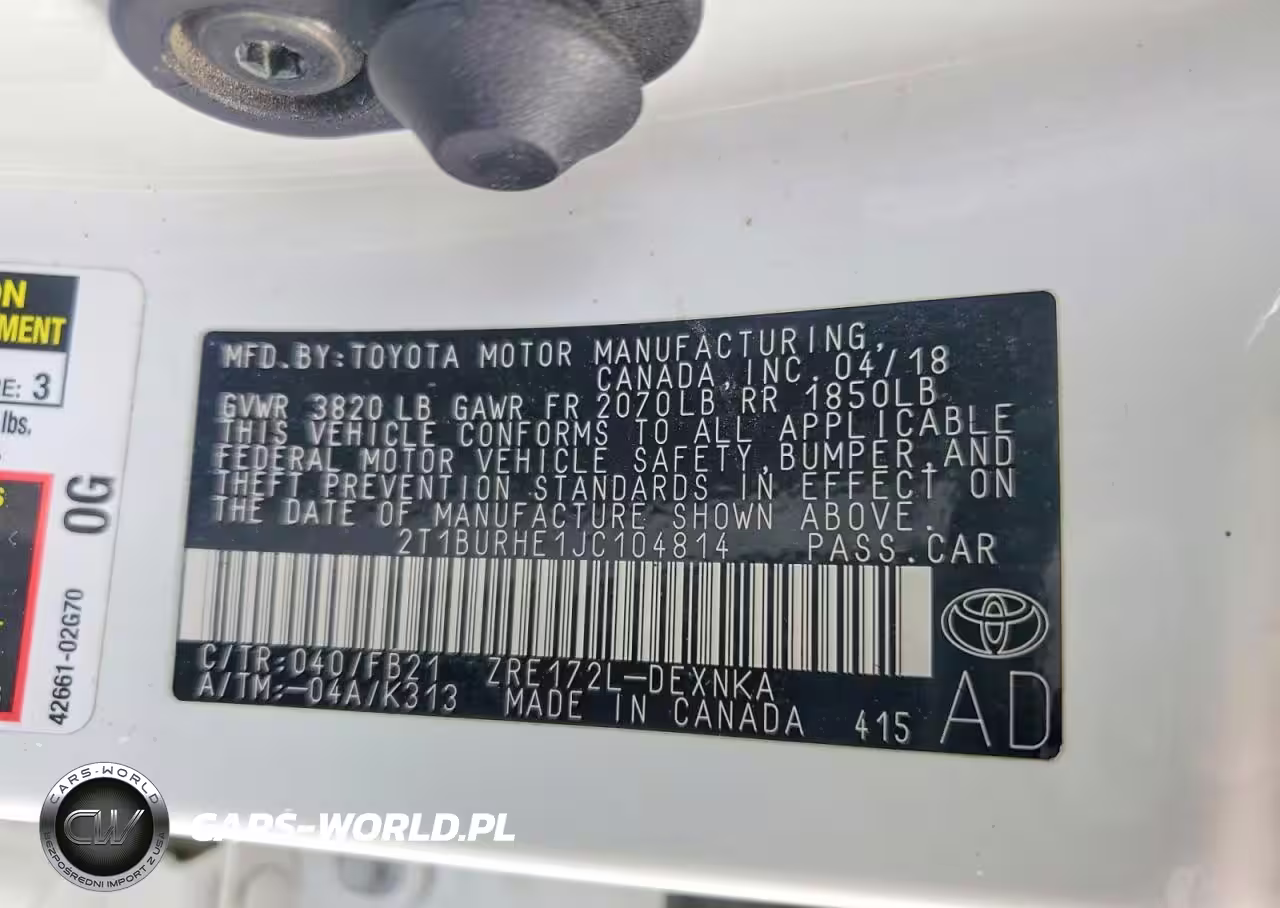 ON
MENT
E: 3
lbs.
0G
42661-02G70
MFD.BY:TOYOTA MOTOR MANUFACTURING,
CANADA,INC. 04/18
GVWR 3820 LB GAWR FR 2070LB RR 1850LB
THIS VEHICLE CONFORMS TO ALL APPLICABLE
FEDERAL MOTOR VEHICLE SAFETY,BUMPER,AND
THEFT PREVENTION STANDARDS IN EFFECT ON
THE DATE OF MANUFACTURE SHOWN ABOVE.
2T1BURHE1JC104814 PASS.CAR
C/TR:040/FB21 ZRE172L-DEXNKA
A/TM:-04A/K313 MADE IN CANADA 415 AD
CARS-WORLD
CW
BEZPOŚREDNI IMPORT Z USA
CARS-WORLD.PL